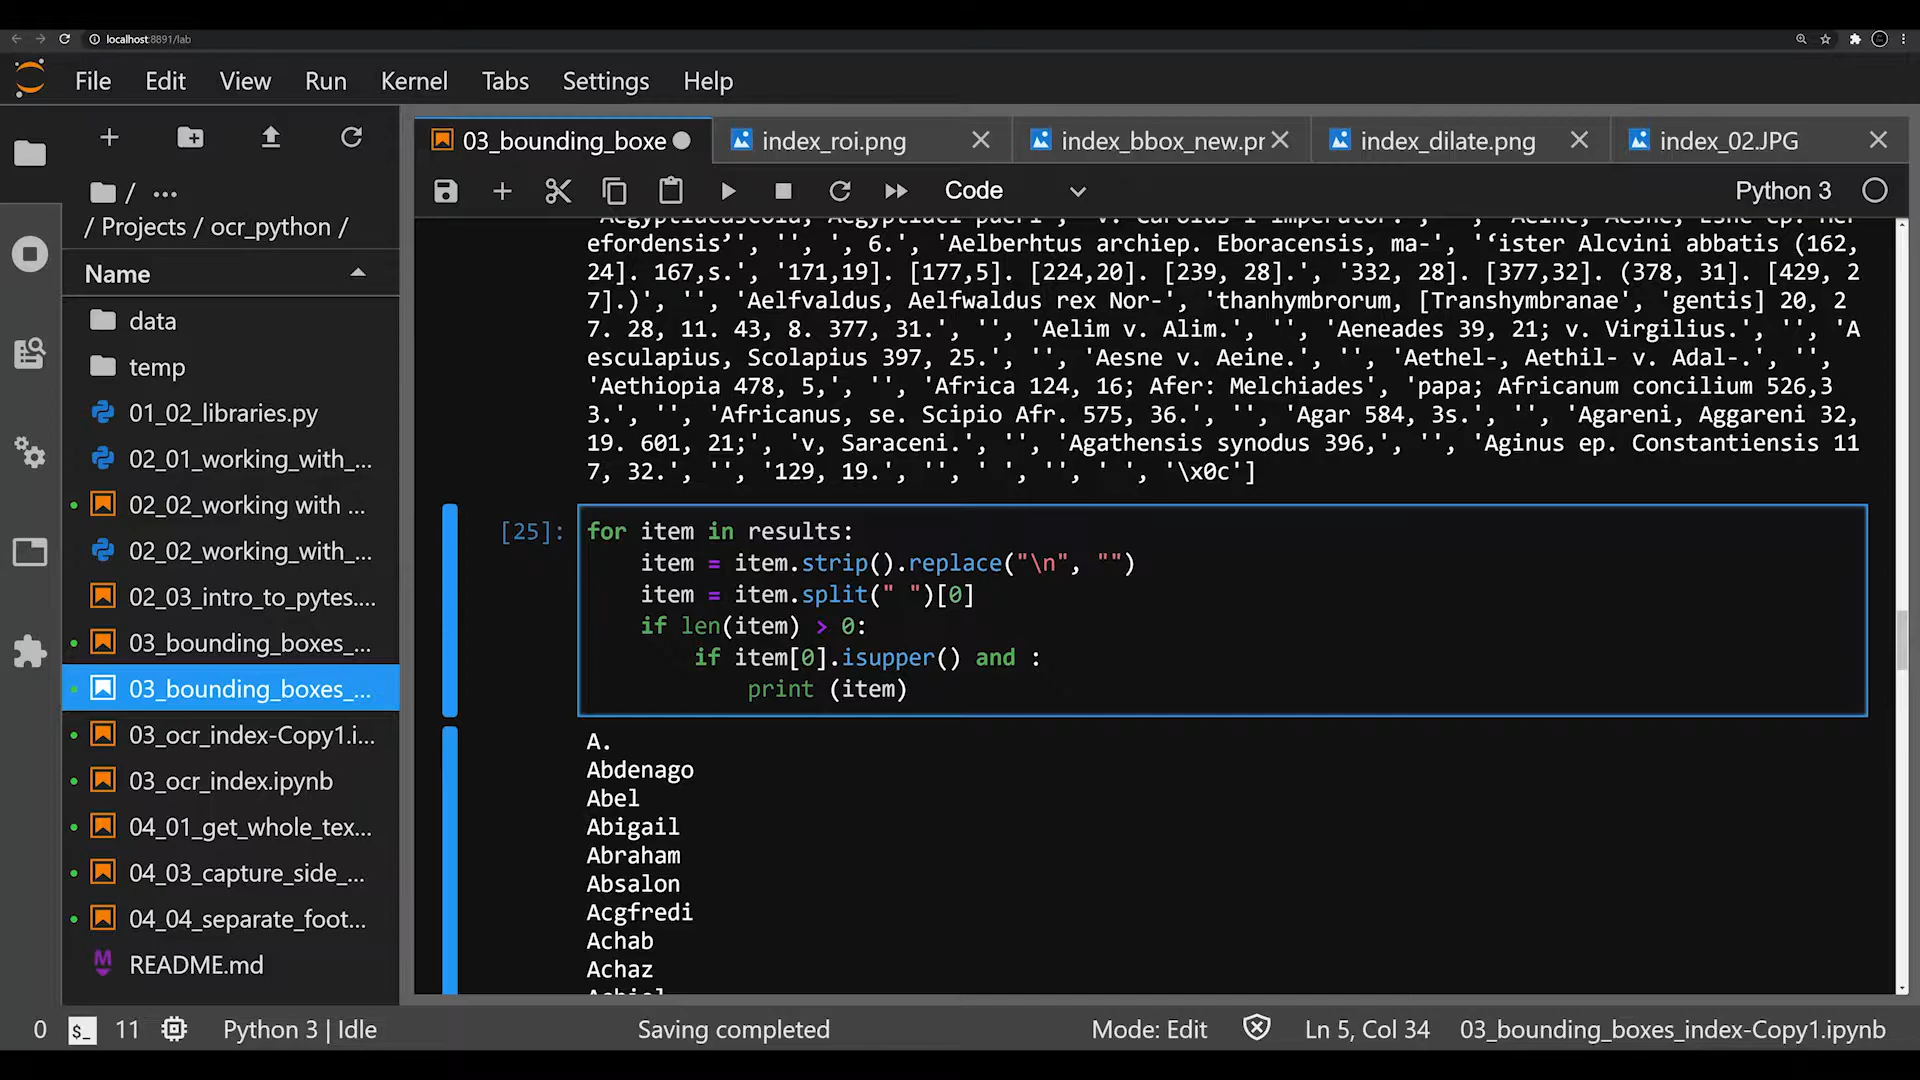 localhost:8891/lab
File Edit View Run Kernel Tabs Settings Help
03_bounding_boxe index_roi.png index_bbox_new.pr index_dilate.png index_02.JPG
Code Python 3
/ ...
/ Projects / ocr_python /
Name
data
temp
01_02_libraries.py
02_01_working_with_...
02_02_working with ...
02_02_working_with_...
02_03_intro_to_pytes....
03_bounding_boxes_...
03_bounding_boxes_...
03_ocr_index-Copy1.i...
03_ocr_index.ipynb
04_01_get_whole_tex...
04_03_capture_side_...
04_04_separate_foot...
README.md
efordensis’', '', ', 6.', 'Aelberhtus archiep. Eboracensis, ma-', '‘ister Alcvini abbatis (162,
24]. 167,s.', '171,19]. [177,5]. [224,20]. [239, 28].', '332, 28]. [377,32]. (378, 31]. [429, 2
7].)', '', 'Aelfvaldus, Aelfwaldus rex Nor-', 'thanhymbrorum, [Transhymbranae', 'gentis] 20, 2
7. 28, 11. 43, 8. 377, 31.', '', 'Aelim v. Alim.', '', 'Aeneades 39, 21; v. Virgilius.', '', 'A
esculapius, Scolapius 397, 25.', '', 'Aesne v. Aeine.', '', 'Aethel-, Aethil- v. Adal-.', '',
'Aethiopia 478, 5,', '', 'Africa 124, 16; Afer: Melchiades', 'papa; Africanum concilium 526,3
3.', '', 'Africanus, se. Scipio Afr. 575, 36.', '', 'Agar 584, 3s.', '', 'Agareni, Aggareni 32,
19. 601, 21;', 'v, Saraceni.', '', 'Agathensis synodus 396,', '', 'Aginus ep. Constantiensis 11
7, 32.', '', '129, 19.', '', ' ', '', ' ', '\x0c']
[25]: for item in results:
item = item.strip().replace("\n", "")
item = item.split(" ")[0]
if len(item) > 0:
if item[0].isupper() and :
print (item)
A.
Abdenago
Abel
Abigail
Abraham
Absalon
Acgfredi
Achab
Achaz
0 $_ 11 Python 3 | Idle Saving completed Mode: Edit Ln 5, Col 34 03_bounding_boxes_index-Copy1.ipynb